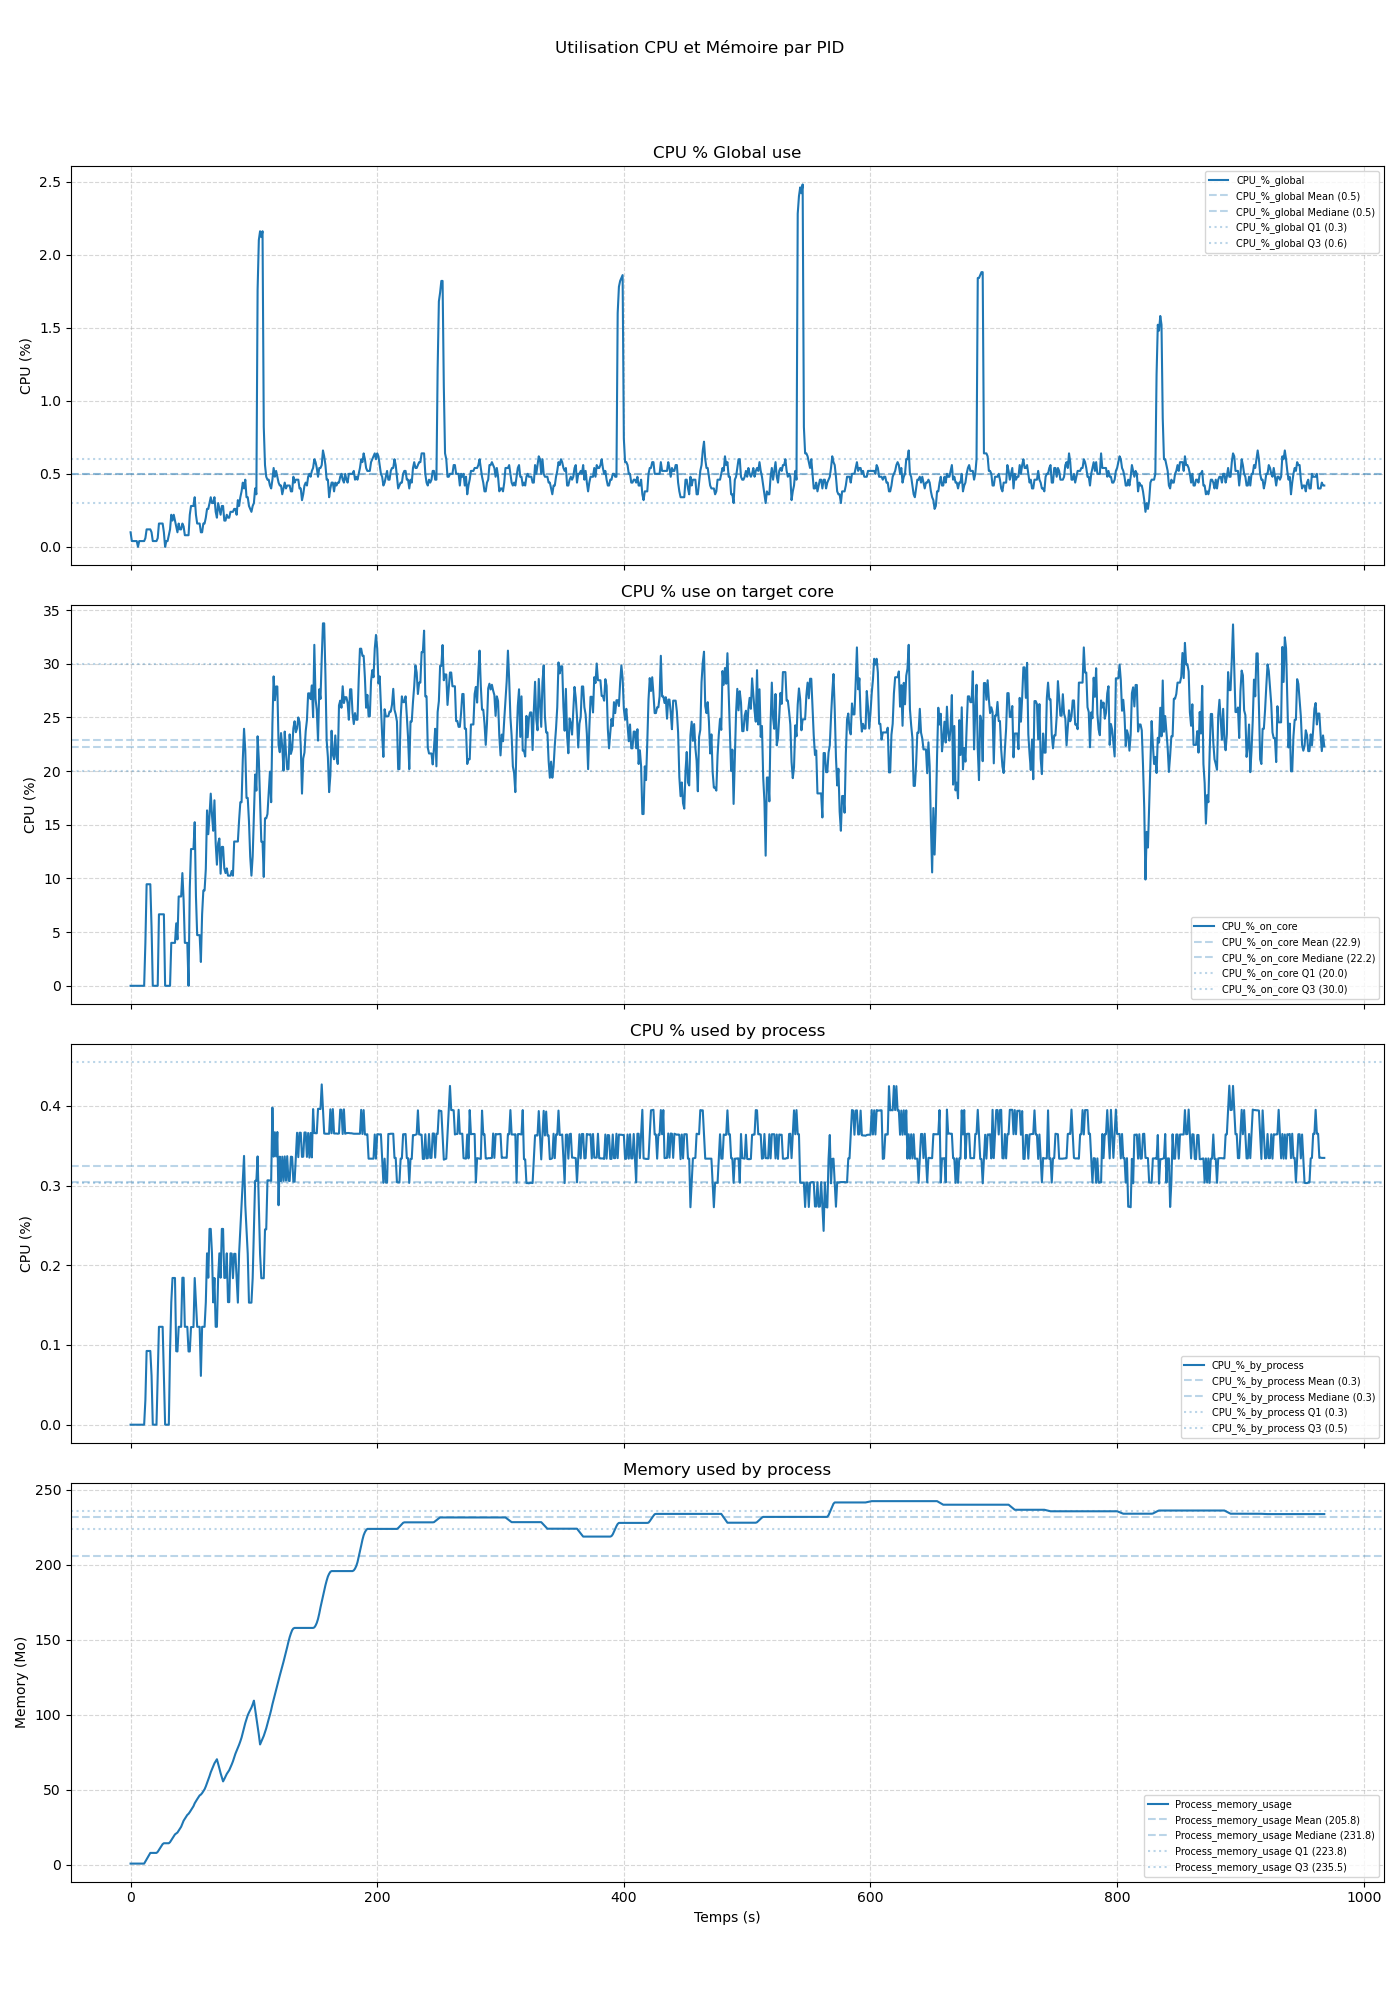 Utilisation CPU et Mémoire par PID
CPU % Global use
CPU (%)
2.5
2.0
1.5
1.0
0.5
0.0
CPU_%_global
CPU_%_global Mean (0.5)
CPU_%_global Mediane (0.5)
CPU_%_global Q1 (0.3)
CPU_%_global Q3 (0.6)
CPU % use on target core
CPU (%)
35
30
25
20
15
10
5
0
CPU_%_on_core
CPU_%_on_core Mean (22.9)
CPU_%_on_core Mediane (22.2)
CPU_%_on_core Q1 (20.0)
CPU_%_on_core Q3 (30.0)
CPU % used by process
CPU (%)
0.4
0.3
0.2
0.1
0.0
CPU_%_by_process
CPU_%_by_process Mean (0.3)
CPU_%_by_process Mediane (0.3)
CPU_%_by_process Q1 (0.3)
CPU_%_by_process Q3 (0.5)
Memory used by process
Memory (Mo)
250
200
150
100
50
0
Process_memory_usage
Process_memory_usage Mean (205.8)
Process_memory_usage Mediane (231.8)
Process_memory_usage Q1 (223.8)
Process_memory_usage Q3 (235.5)
0 200 400 600 800 1000
Temps (s)